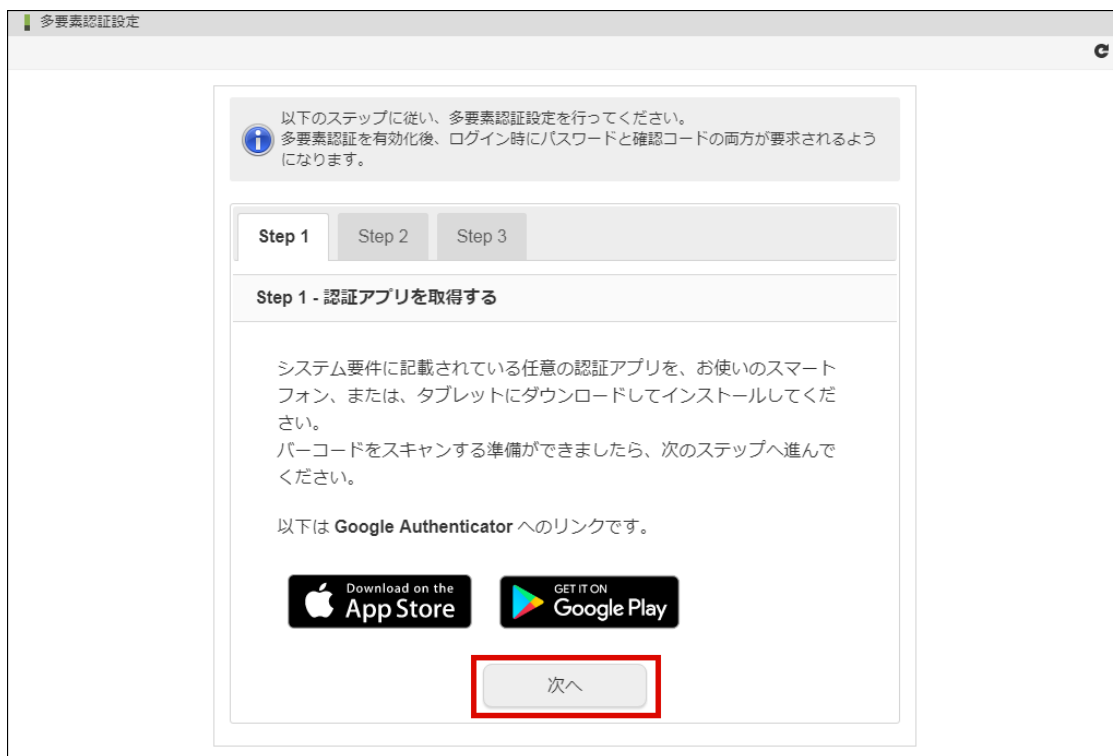 多要素認証設定
以下のステップに従い、多要素認証設定を行ってください。
多要素認証を有効化後、ログイン時にパスワードと確認コードの両方が要求されるよう
になります。
Step 1 Step 2 Step 3
Step 1 - 認証アプリを取得する
システム要件に記載されている任意の認証アプリを、お使いのスマート
フォン、または、タブレットにダウンロードしてインストールしてくだ
さい。
バーコードをスキャンする準備ができましたら、次のステップへ進んで
ください。
以下は Google Authenticator へのリンクです。
Download on the
App Store
GET IT ON
Google Play
次へ